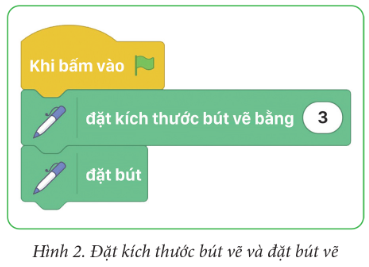 Khi bấm vào
đặt kích thước bút vẽ bằng 3
đặt bút
Hình 2. Đặt kích thước bút vẽ và đặt bút vẽ